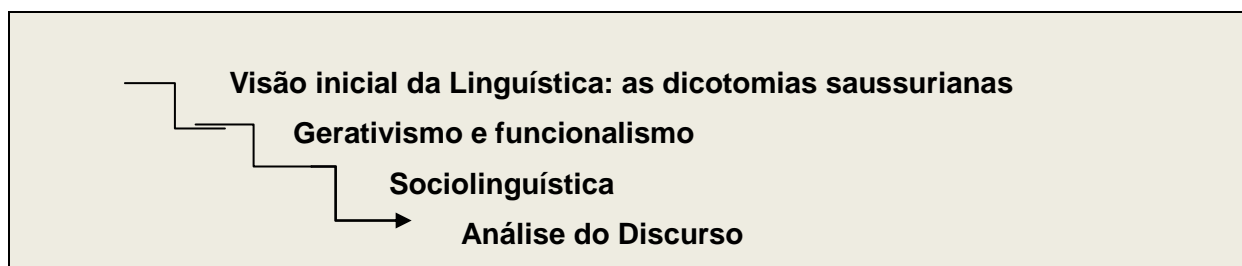 Visão inicial da Linguística: as dicotomias saussurianas
Gerativismo e funcionalismo
Sociolinguística
Análise do Discurso